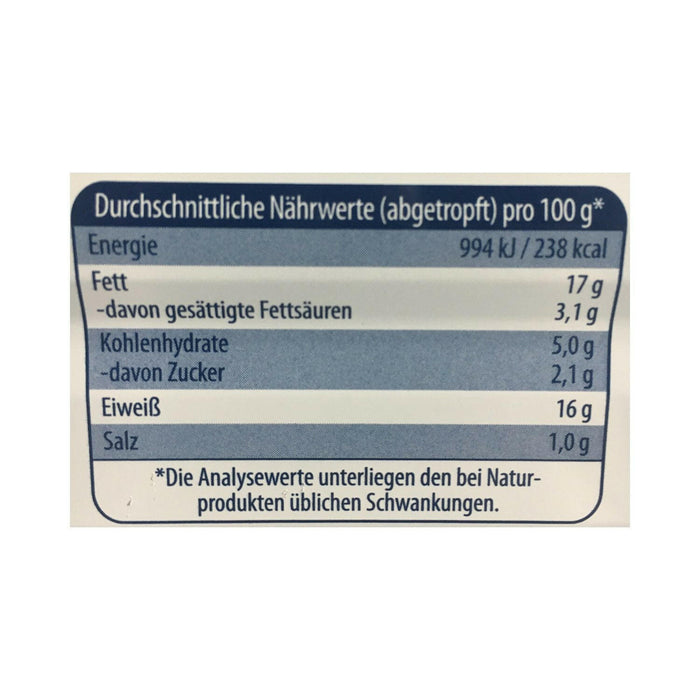 Durchschnittliche Nährwerte (abgetropft) pro 100 g*
Energie 994 kJ / 238 kcal
Fett 17 g
-davon gesättigte Fettsäuren 3,1 g
Kohlenhydrate 5,0 g
-davon Zucker 2,1 g
Eiweiß 16 g
Salz 1,0 g
*Die Analysewerte unterliegen den bei Natur-
produkten üblichen Schwankungen.